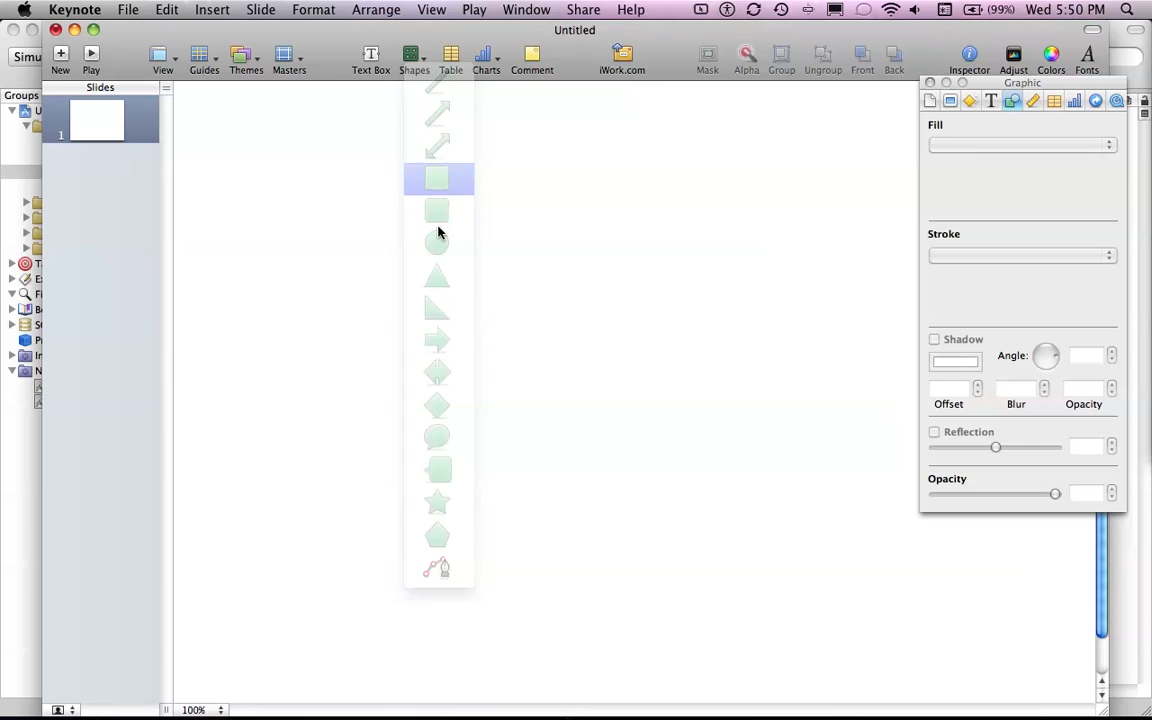 Keynote File Edit Insert Slide Format Arrange View Play Window Share Help (99%) Wed 5:50 PM
Untitled
Simu
New Play View Guides Themes Masters Text Box Shapes Table Charts Comment iWork.com Mask Alpha Group Ungroup Front Back Inspector Adjust Colors Fonts
Groups
Slides
Graphic
1
Fill
Stroke
Shadow
Angle:
Offset Blur Opacity
Reflection
Opacity
100%